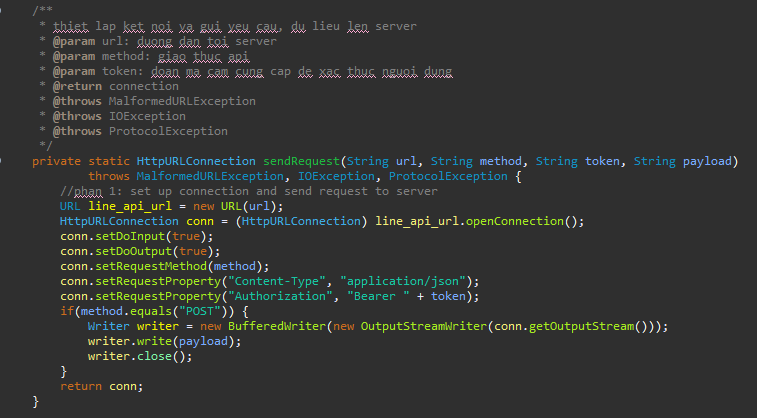 /**
 * thiet lap ket noi va gui yeu cau, du lieu len server
 * @param url: duong dan toi server
 * @param method: giao thuc api
 * @param token: doan ma cam cung cap de xac thuc nguoi dung
 * @return connection
 * @throws MalformedURLException
 * @throws IOException
 * @throws ProtocolException
 */
private static HttpURLConnection sendRequest(String url, String method, String token, String payload)
        throws MalformedURLException, IOException, ProtocolException {
    //phan 1: set up connection and send request to server
    URL line_api_url = new URL(url);
    HttpURLConnection conn = (HttpURLConnection) line_api_url.openConnection();
    conn.setDoInput(true);
    conn.setDoOutput(true);
    conn.setRequestMethod(method);
    conn.setRequestProperty("Content-Type", "application/json");
    conn.setRequestProperty("Authorization", "Bearer " + token);
    if(method.equals("POST")) {
        Writer writer = new BufferedWriter(new OutputStreamWriter(conn.getOutputStream()));
        writer.write(payload);
        writer.close();
    }
    return conn;
}